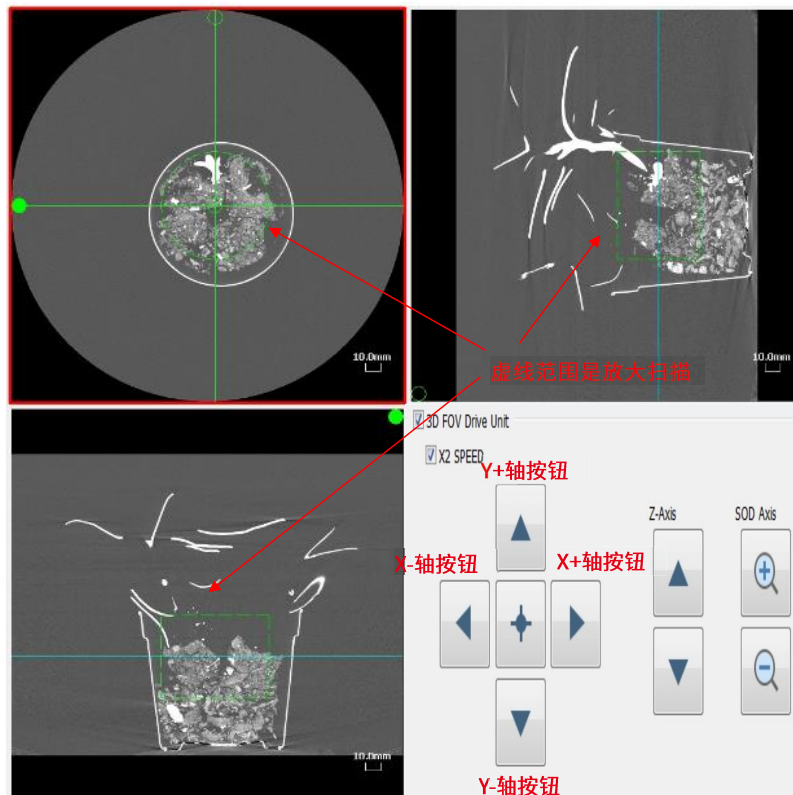 10.0mm
10.0mm
虚线范围是放大扫描
3D FOV Drive Unit
X2 SPEED
Y+轴按钮
Z-Axis
SOD Axis
X-轴按钮
X+轴按钮
10.0mm
Y-轴按钮